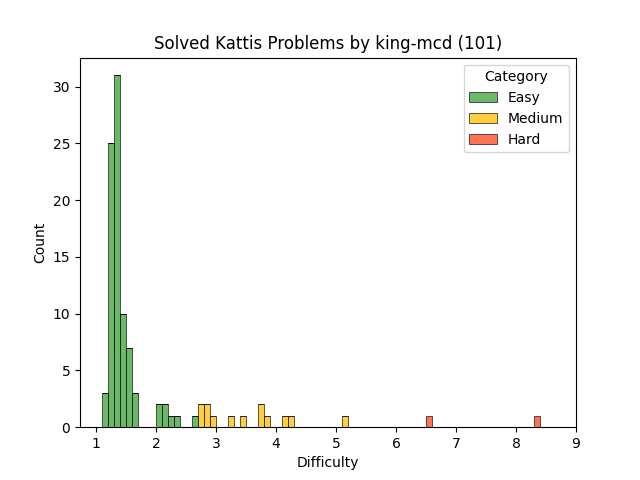 Solved Kattis Problems by king-mcd (101)
Category
Easy
Medium
Hard
Count
30
25
20
15
10
5
0
1 2 3 4 5 6 7 8 9
Difficulty